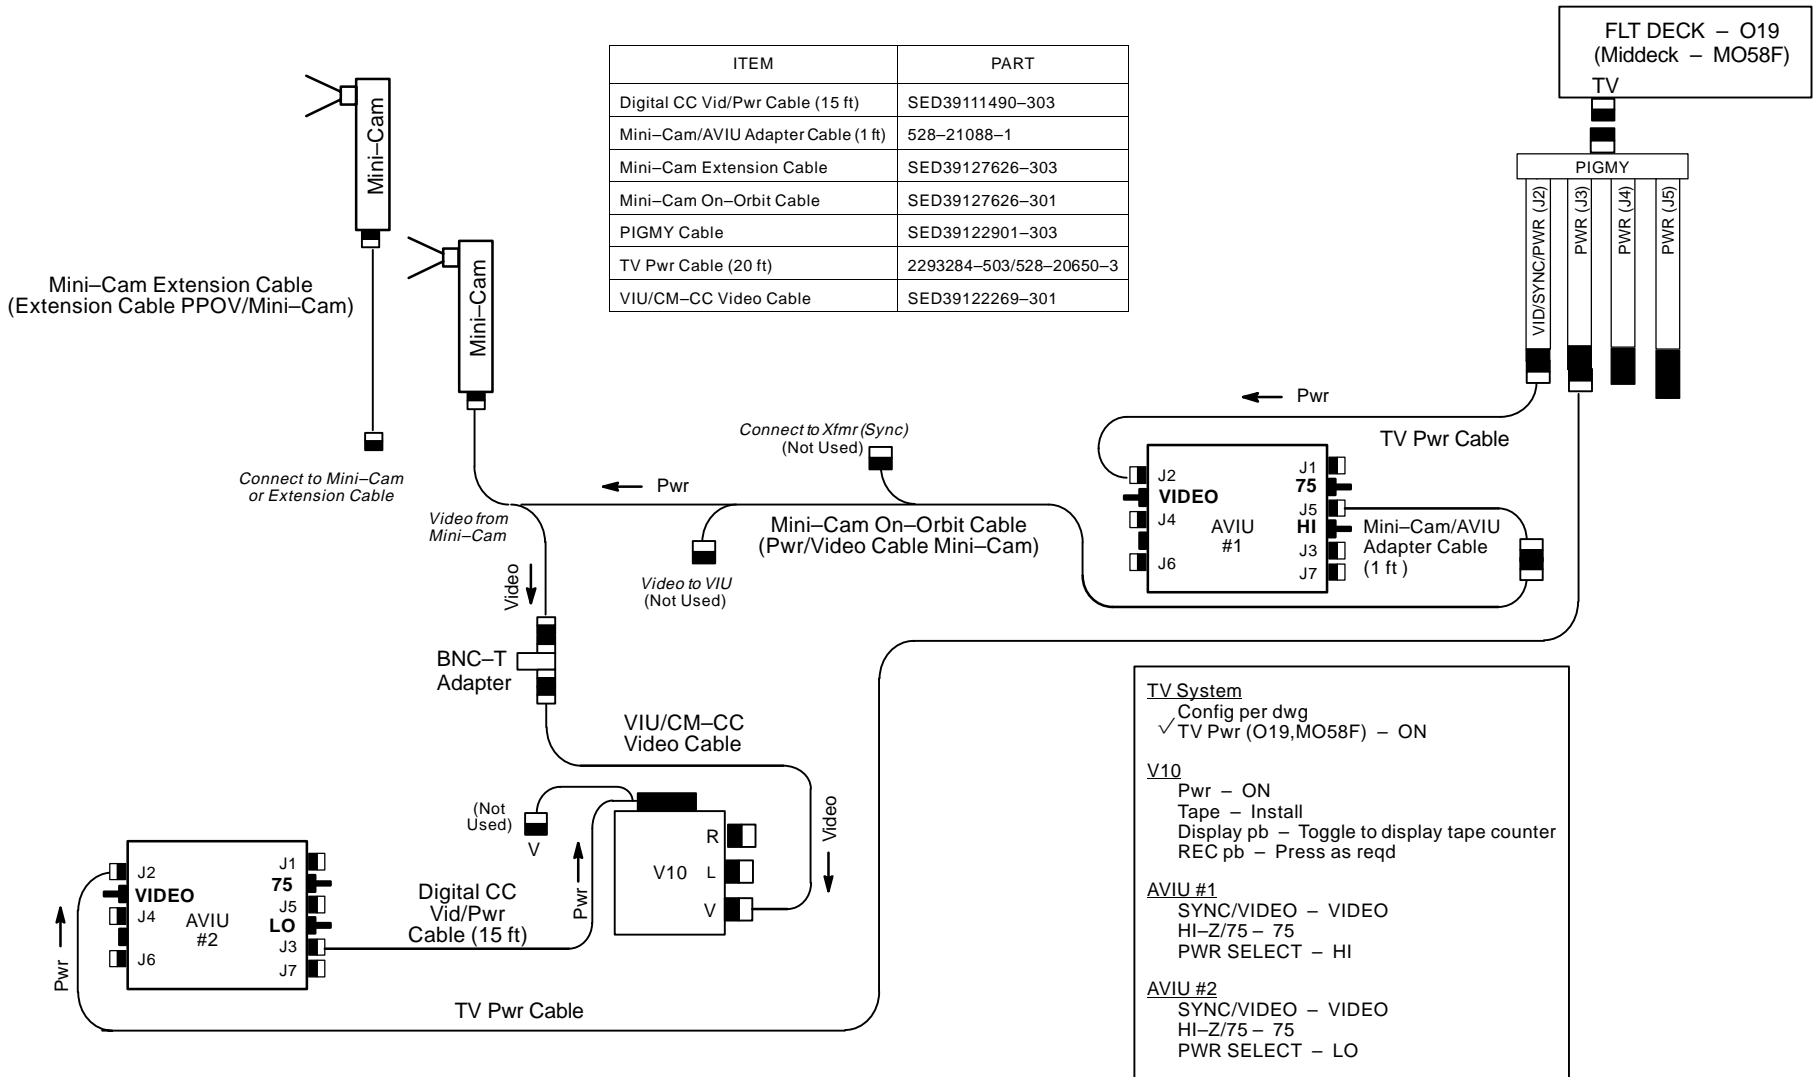 FLT DECK – O19
(Middeck – MO58F)
TV
PIGMY
VID/SYNC/PWR (J2)
PWR (J3)
PWR (J4)
PWR (J5)
ITEM PART
Digital CC Vid/Pwr Cable (15 ft) SED39111490–303
Mini–Cam/AVIU Adapter Cable (1 ft) 528–21088–1
Mini–Cam Extension Cable SED39127626–303
Mini–Cam On–Orbit Cable SED39127626–301
PIGMY Cable SED39122901–303
TV Pwr Cable (20 ft) 2293284–503/528–20650–3
VIU/CM–CC Video Cable SED39122269–301
Mini–Cam
Mini–Cam
Mini–Cam Extension Cable
(Extension Cable PPOV/Mini–Cam)
Connect to Mini–Cam
or Extension Cable
Pwr
TV Pwr Cable
Connect to Xfmr (Sync)
(Not Used)
Pwr
Mini–Cam On–Orbit Cable
(Pwr/Video Cable Mini–Cam)
Video from
Mini–Cam
Video to VIU
(Not Used)
J2
VIDEO
J4
J6
AVIU
#1
J1
75
J5
HI
J3
J7
Mini–Cam/AVIU
Adapter Cable
(1 ft )
Video
BNC–T
Adapter
VIU/CM–CC
Video Cable
(Not
Used)
V
R
V10 L
V
Video
Pwr
Digital CC
Vid/Pwr
Cable (15 ft)
J2
VIDEO
J4
J6
AVIU
#2
J1
75
J5
LO
J3
J7
Pwr
TV Pwr Cable
TV System
Config per dwg
√ TV Pwr (O19,MO58F) – ON
V10
Pwr – ON
Tape – Install
Display pb – Toggle to display tape counter
REC pb – Press as reqd
AVIU #1
SYNC/VIDEO – VIDEO
HI–Z/75 – 75
PWR SELECT – HI
AVIU #2
SYNC/VIDEO – VIDEO
HI–Z/75 – 75
PWR SELECT – LO